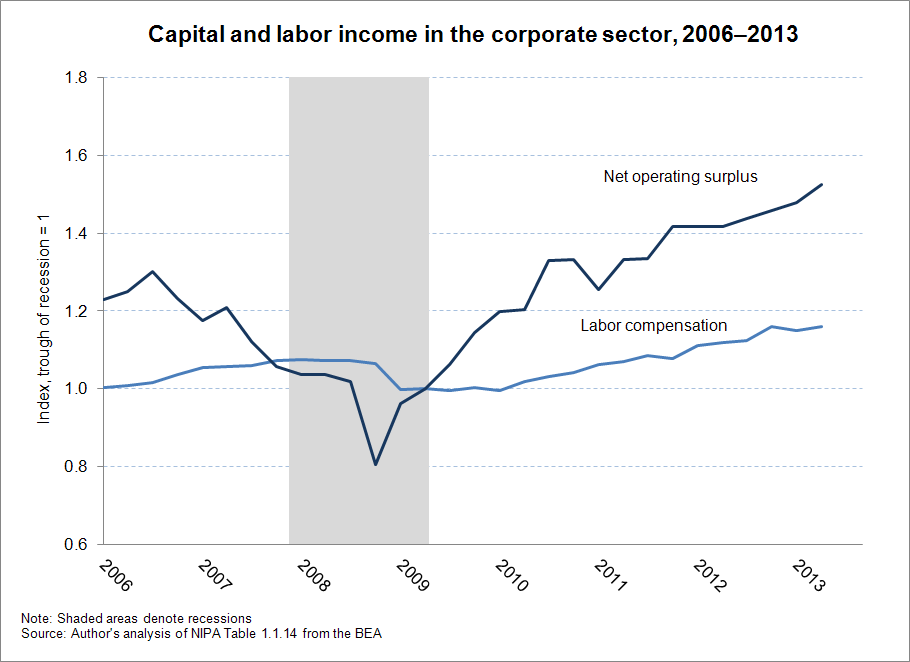 Capital and labor income in the corporate sector, 2006–2013
1.8
1.6
1.4
1.2
1.0
0.8
0.6
Index, trough of recession = 1
Net operating surplus
Labor compensation
2006
2007
2008
2009
2010
2011
2012
2013
Note: Shaded areas denote recessions
Source: Author's analysis of NIPA Table 1.1.14 from the BEA